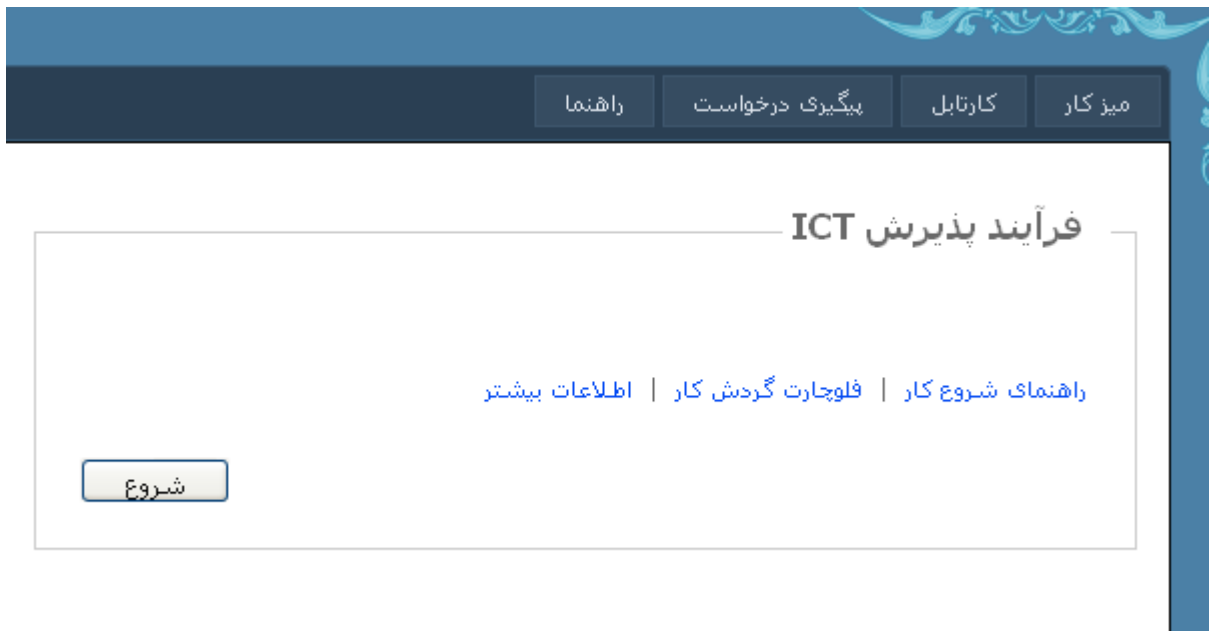 میز کار کارتابل پیگیری درخواست راهنما
فرآیند پذیرش ICT
راهنمای شروع کار | فلوچارت گردش کار | اطلاعات بیشتر
شروع